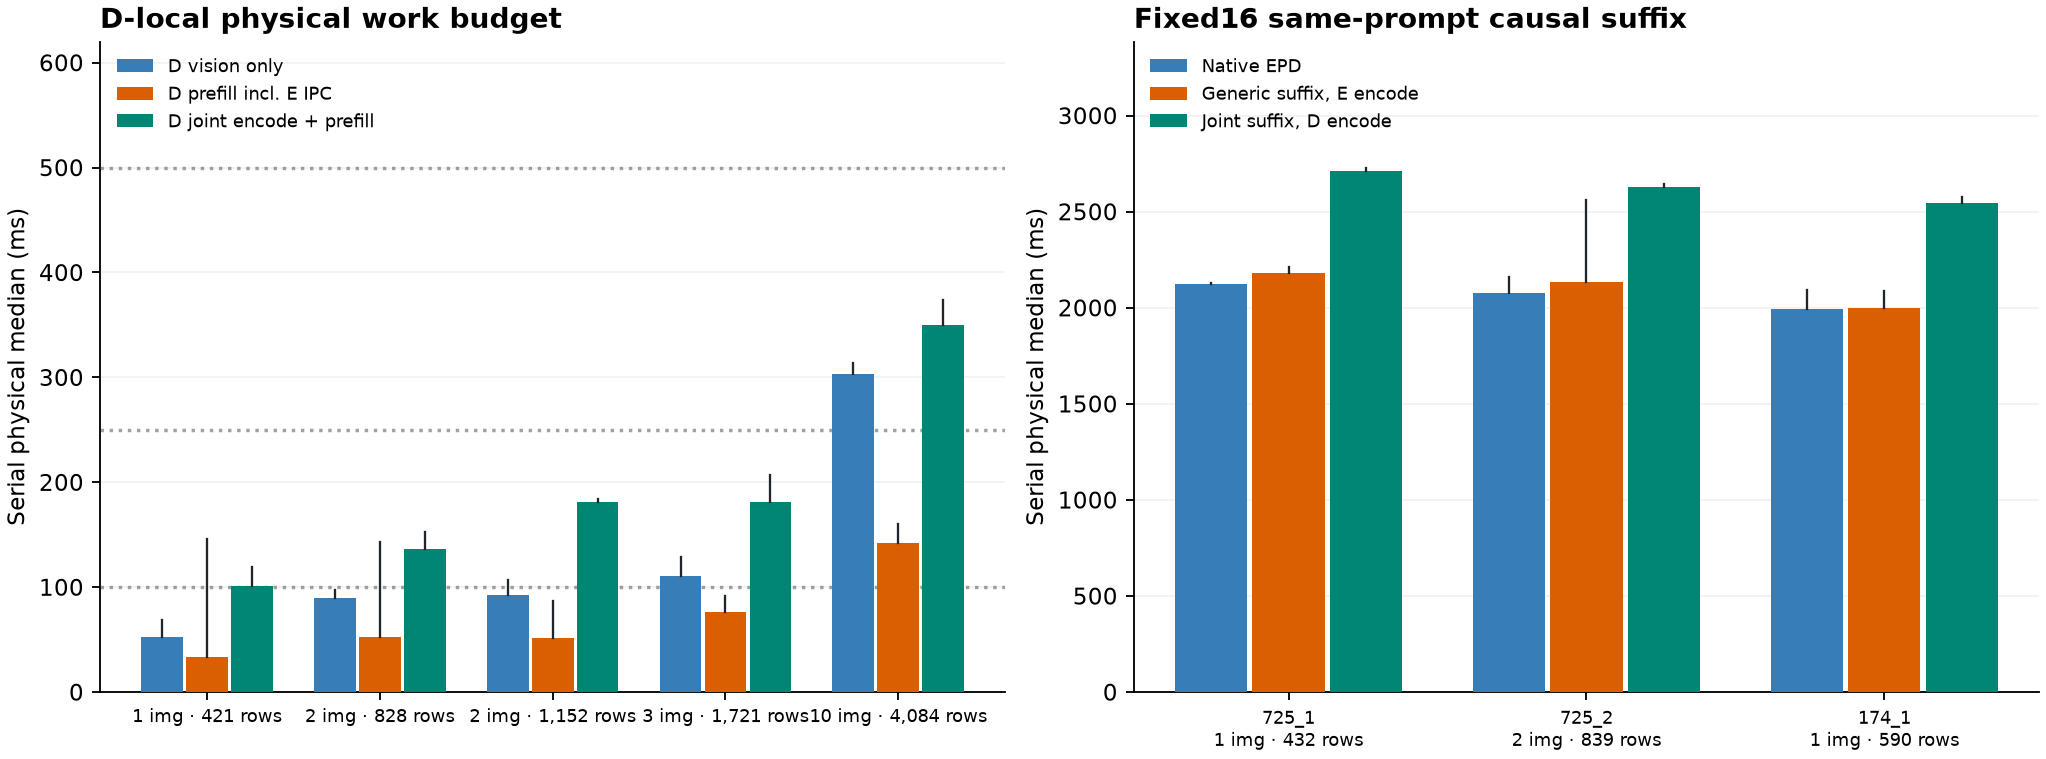 D-local physical work budget
D vision only
D prefill incl. E IPC
D joint encode + prefill
Serial physical median (ms)
600
500
400
300
200
100
0
1 img · 421 rows
2 img · 828 rows
2 img · 1,152 rows
3 img · 1,721 rows
10 img · 4,084 rows
Fixed16 same-prompt causal suffix
Native EPD
Generic suffix, E encode
Joint suffix, D encode
Serial physical median (ms)
3000
2500
2000
1500
1000
500
0
725_1
1 img · 432 rows
725_2
2 img · 839 rows
174_1
1 img · 590 rows